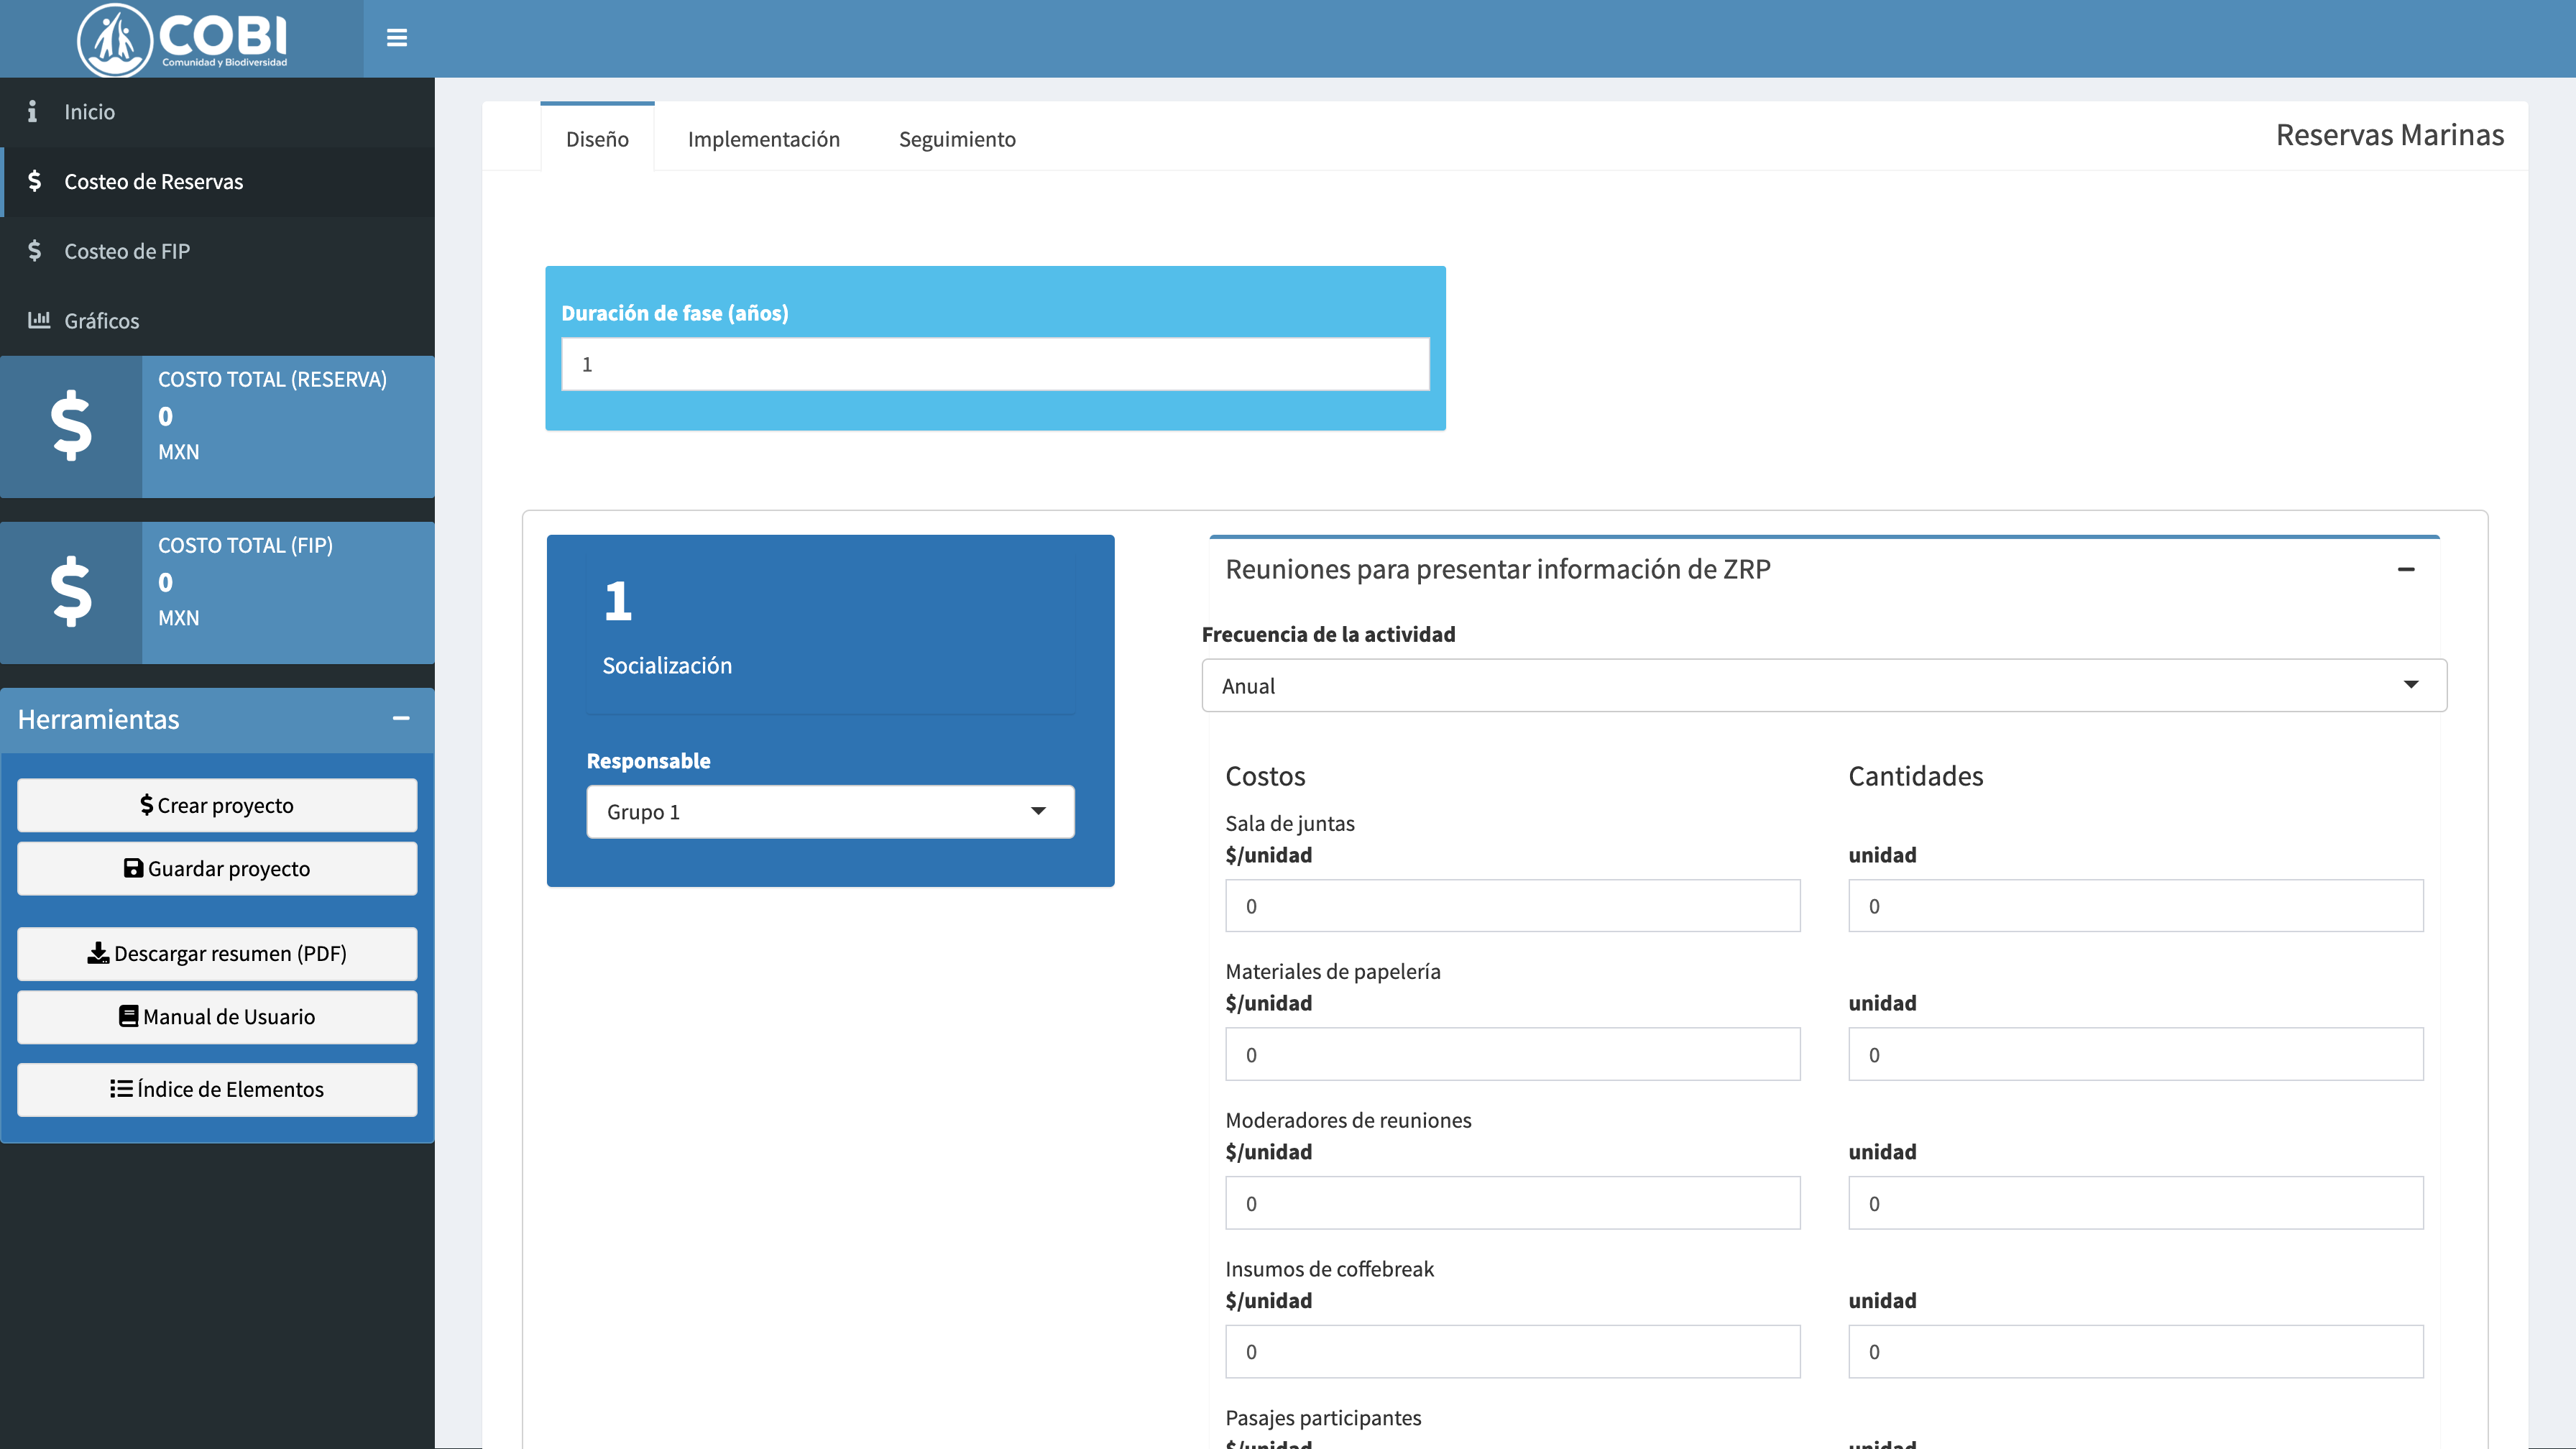 COBI
Comunidad y Biodiversidad
Inicio
Costeo de Reservas
Costeo de FIP
Gráficos
COSTO TOTAL (RESERVA)
0
MXN
COSTO TOTAL (FIP)
0
MXN
Herramientas
Crear proyecto
Guardar proyecto
Descargar resumen (PDF)
Manual de Usuario
Índice de Elementos
Diseño Implementación Seguimiento Reservas Marinas
Duración de fase (años)
1
1
Socialización
Responsable
Grupo 1
Reuniones para presentar información de ZRP
Frecuencia de la actividad
Anual
Costos Cantidades
Sala de juntas
$/unidad unidad
0 0
Materiales de papelería
$/unidad unidad
0 0
Moderadores de reuniones
$/unidad unidad
0 0
Insumos de coffebreak
$/unidad unidad
0 0
Pasajes participantes
$/unidad unidad